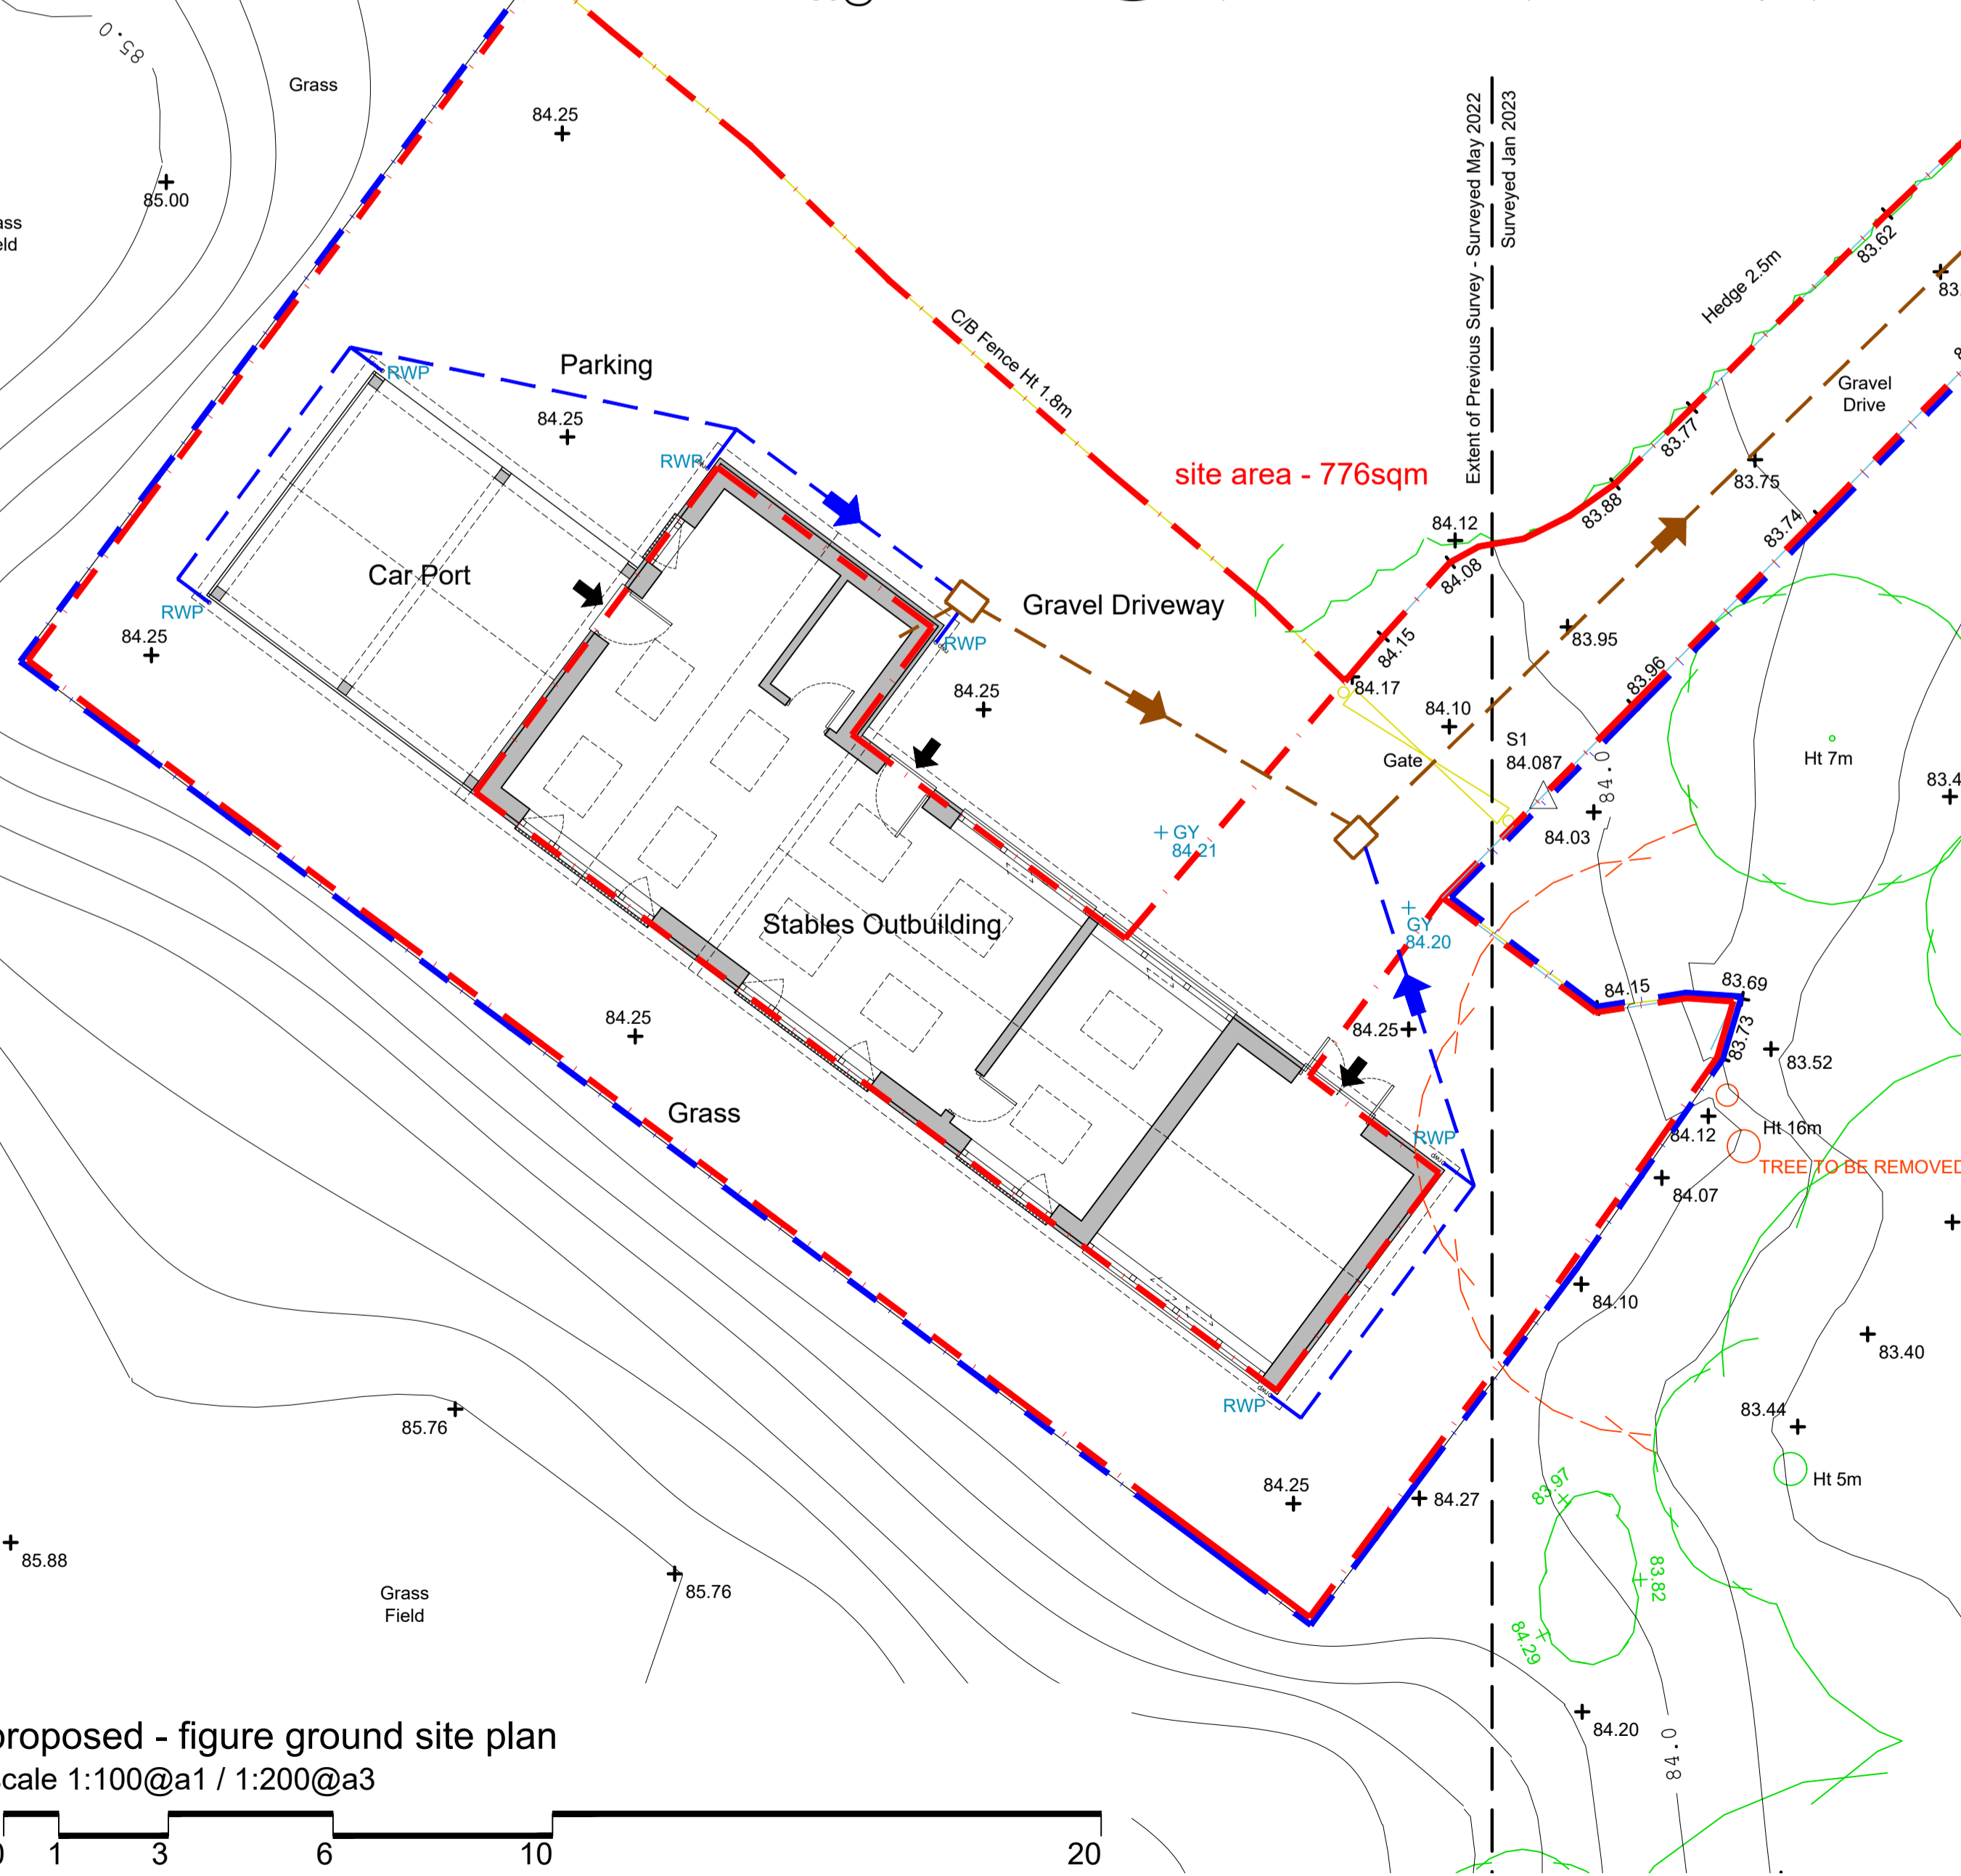 85.0
Grass
84.25
85.00
Extent of Previous Survey - Surveyed May 2022
Surveyed Jan 2023
83.62
Hedge 2.5m
C/B Fence Ht 1.8m
Parking
RWP
84.25
RWP
Gravel
Drive
83.77
83.75
site area - 776sqm
84.12
83.88
83.74
84.08
Car Port
RWP
Gravel Driveway
84.15
83.95
84.25
RWP
84.25
84.17
83.96
84.10
S1
84.087
Gate
84.0
Ht 7m
84.03
GY
84.21
GY
84.20
Stables Outbuilding
84.15
83.69
84.25
84.25
83.73
83.52
Grass
RWP
84.12
Ht 16m
TREE TO BE REMOVED
84.07
84.10
83.40
RWP
85.76
83.44
84.25
84.27
83.97
Ht 5m
85.88
85.76
Grass
Field
83.82
84.29
84.20
84.0
proposed - figure ground site plan
scale 1:100@a1 / 1:200@a3
0 1 3 6 10 20